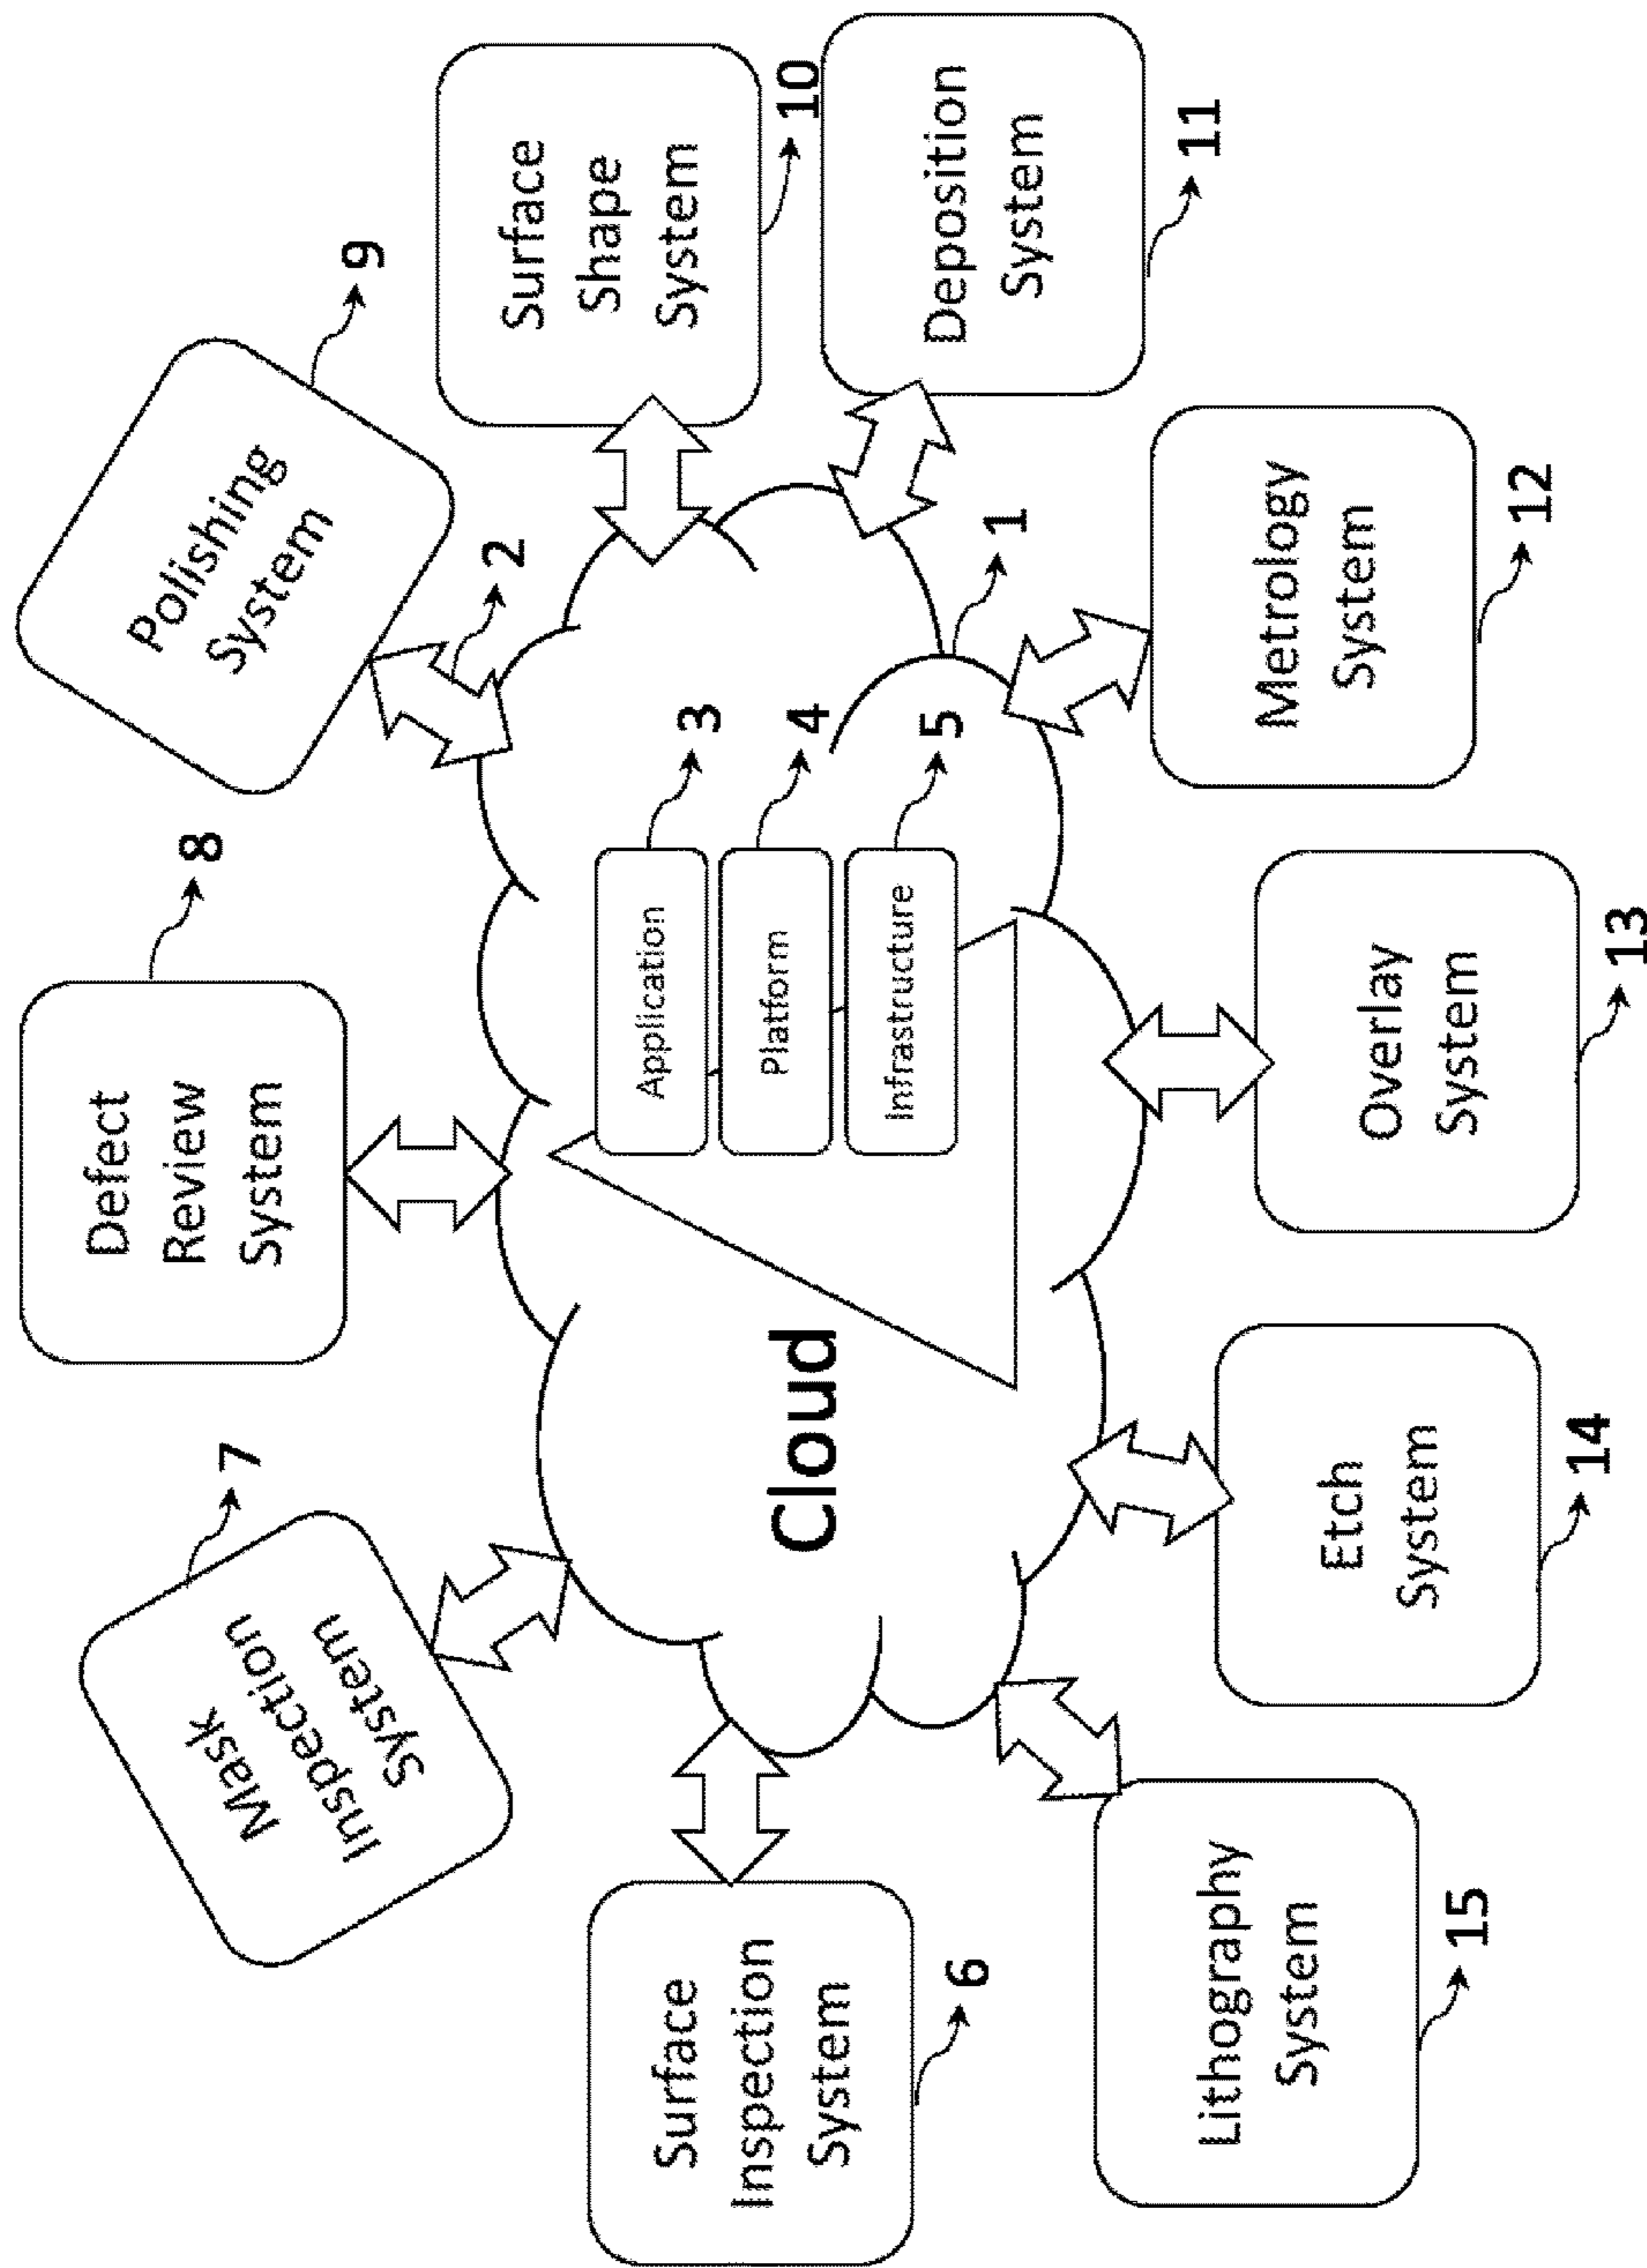 Surface
Inspection
System
6
Mask
Inspection
System
7
Defect
Review
System
8
Polishing
System
9
2
Surface
Shape
System
10
Deposition
System
11
Cloud
Application
3
Platform
4
Infrastructure
5
1
Lithography
System
15
Etch
System
14
Overlay
System
13
Metrology
System
12